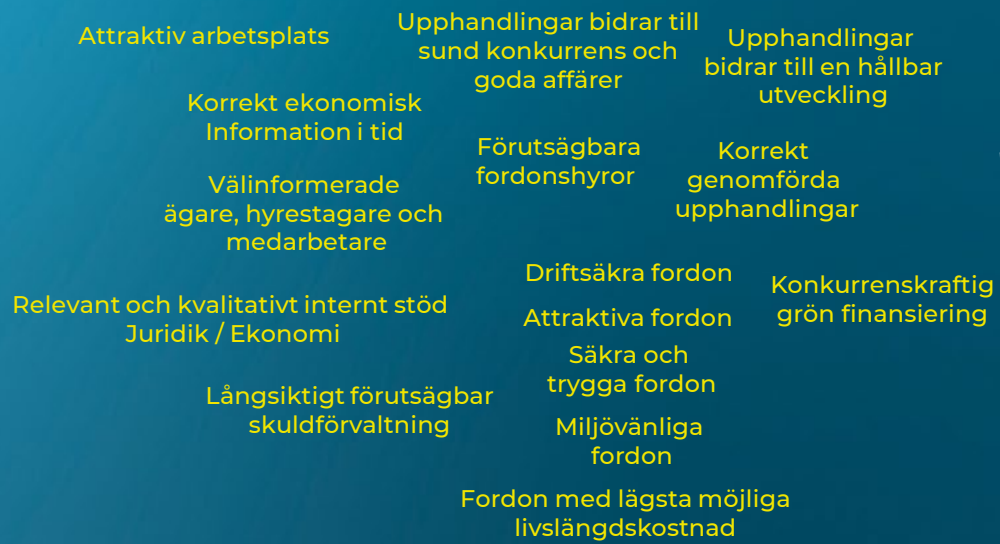 Attraktiv arbetsplats
Upphandlingar bidrar till
sund konkurrens och
goda affärer
Upphandlingar
bidrar till en hållbar
utveckling
Korrekt ekonomisk
Information i tid
Förutsägbara
fordonshyror
Korrekt
genomförda
upphandlingar
Välinformerade
ägare, hyrestagare och
medarbetare
Driftsäkra fordon
Konkurrenskraftig
grön finansiering
Relevant och kvalitativt internt stöd
Juridik / Ekonomi
Attraktiva fordon
Säkra och
trygga fordon
Långsiktigt förutsägbar
skuldförvaltning
Miljövänliga
fordon
Fordon med lägsta möjliga
livslängdskostnad